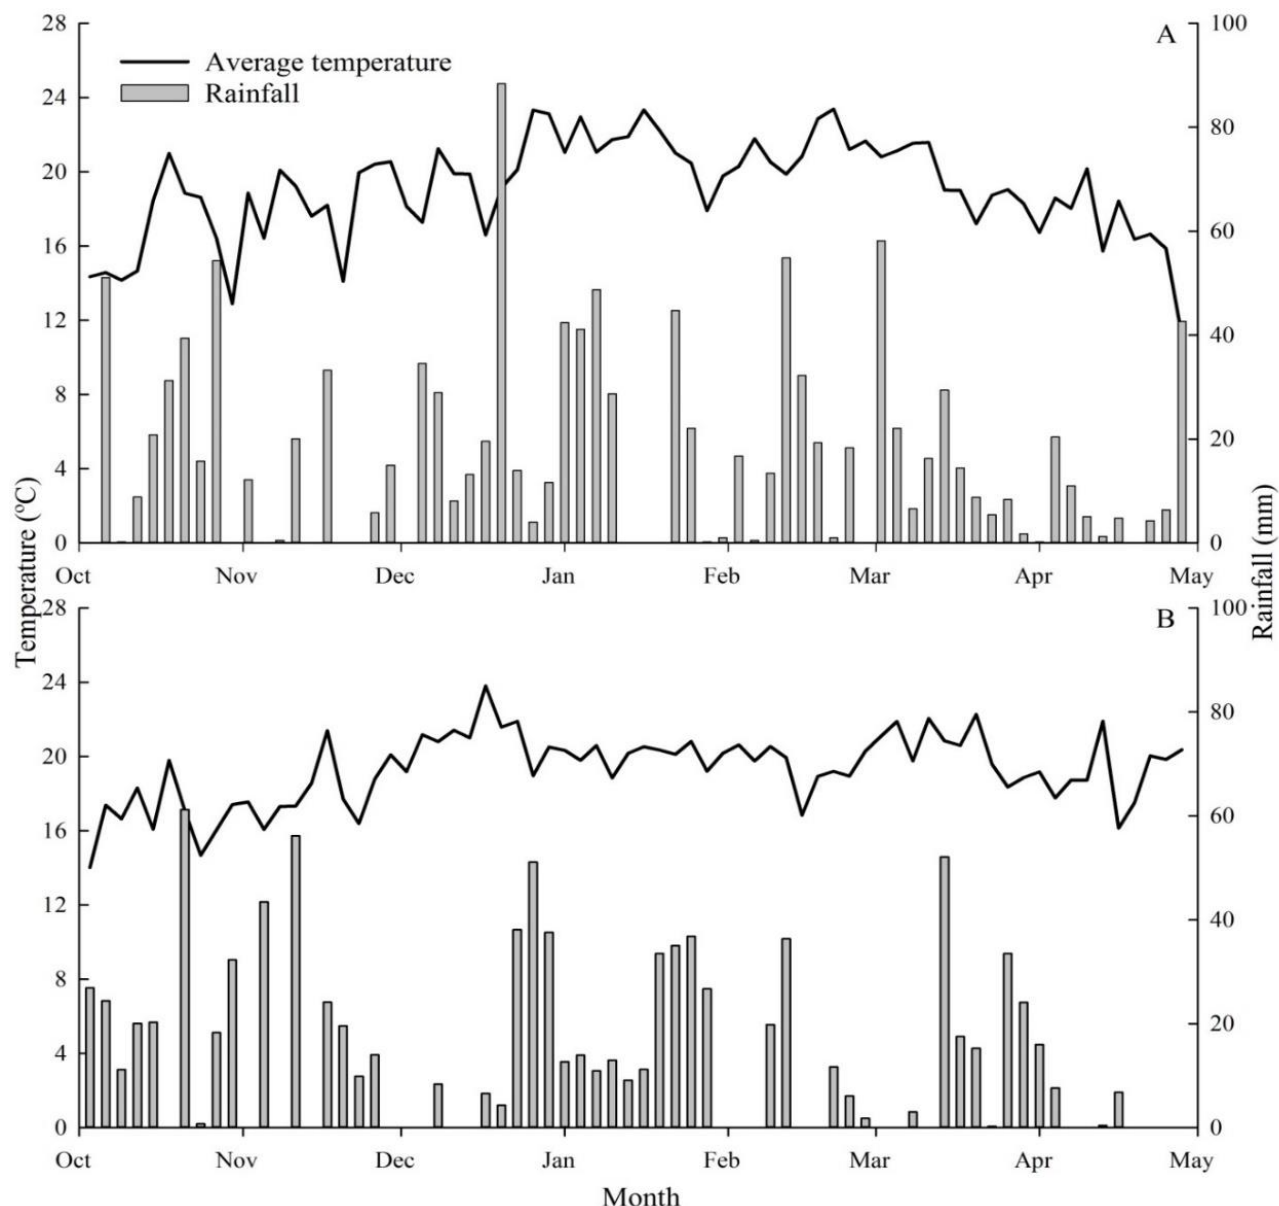 28
100
A
Average temperature
24
Rainfall
80
20
16
60
12
40
8
20
4
0
0
Oct
Nov
Dec
Jan
Feb
Mar
Apr
May
Temperature (ºC)
Rainfall (mm)
28
100
B
24
80
20
16
60
12
40
8
20
4
0
0
Oct
Nov
Dec
Jan
Feb
Mar
Apr
May
Month